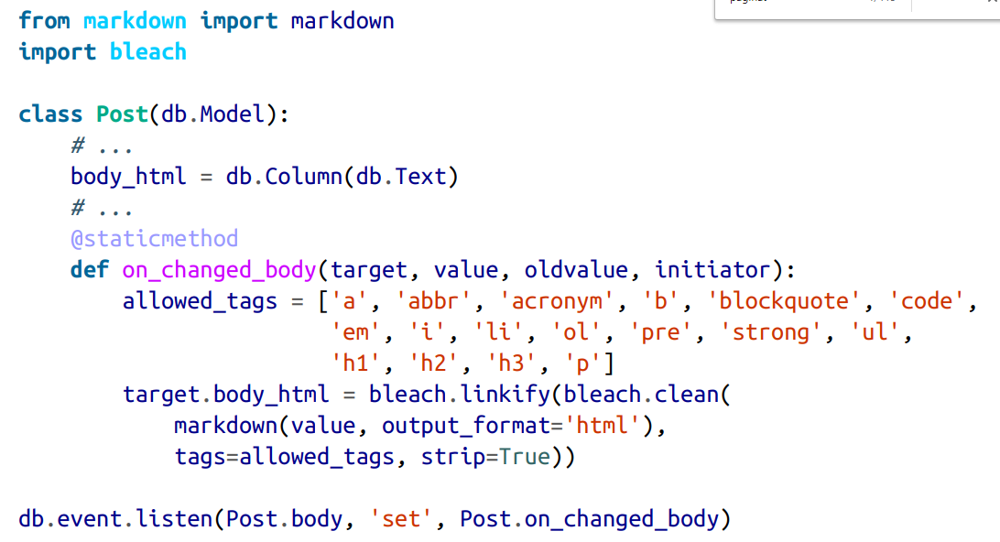 from markdown import markdown
import bleach
class Post(db.Model):
    # ...
    body_html = db.Column(db.Text)
    # ...
    @staticmethod
    def on_changed_body(target, value, oldvalue, initiator):
        allowed_tags = ['a', 'abbr', 'acronym', 'b', 'blockquote', 'code',
                        'em', 'i', 'li', 'ol', 'pre', 'strong', 'ul',
                        'h1', 'h2', 'h3', 'p']
        target.body_html = bleach.linkify(bleach.clean(
            markdown(value, output_format='html'),
            tags=allowed_tags, strip=True))
db.event.listen(Post.body, 'set', Post.on_changed_body)